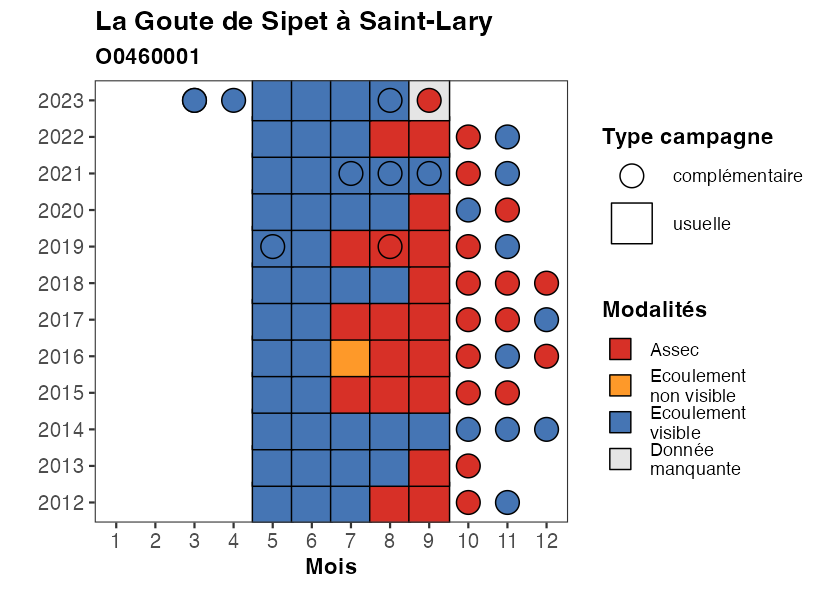 La Goute de Sipet à Saint-Lary
O0460001
2023
2022
2021
2020
2019
2018
2017
2016
2015
2014
2013
2012
1 2 3 4 5 6 7 8 9 10 11 12
Mois
Type campagne
complémentaire
usuelle
Modalités
Assec
Ecoulement
non visible
Ecoulement
visible
Donnée
manquante